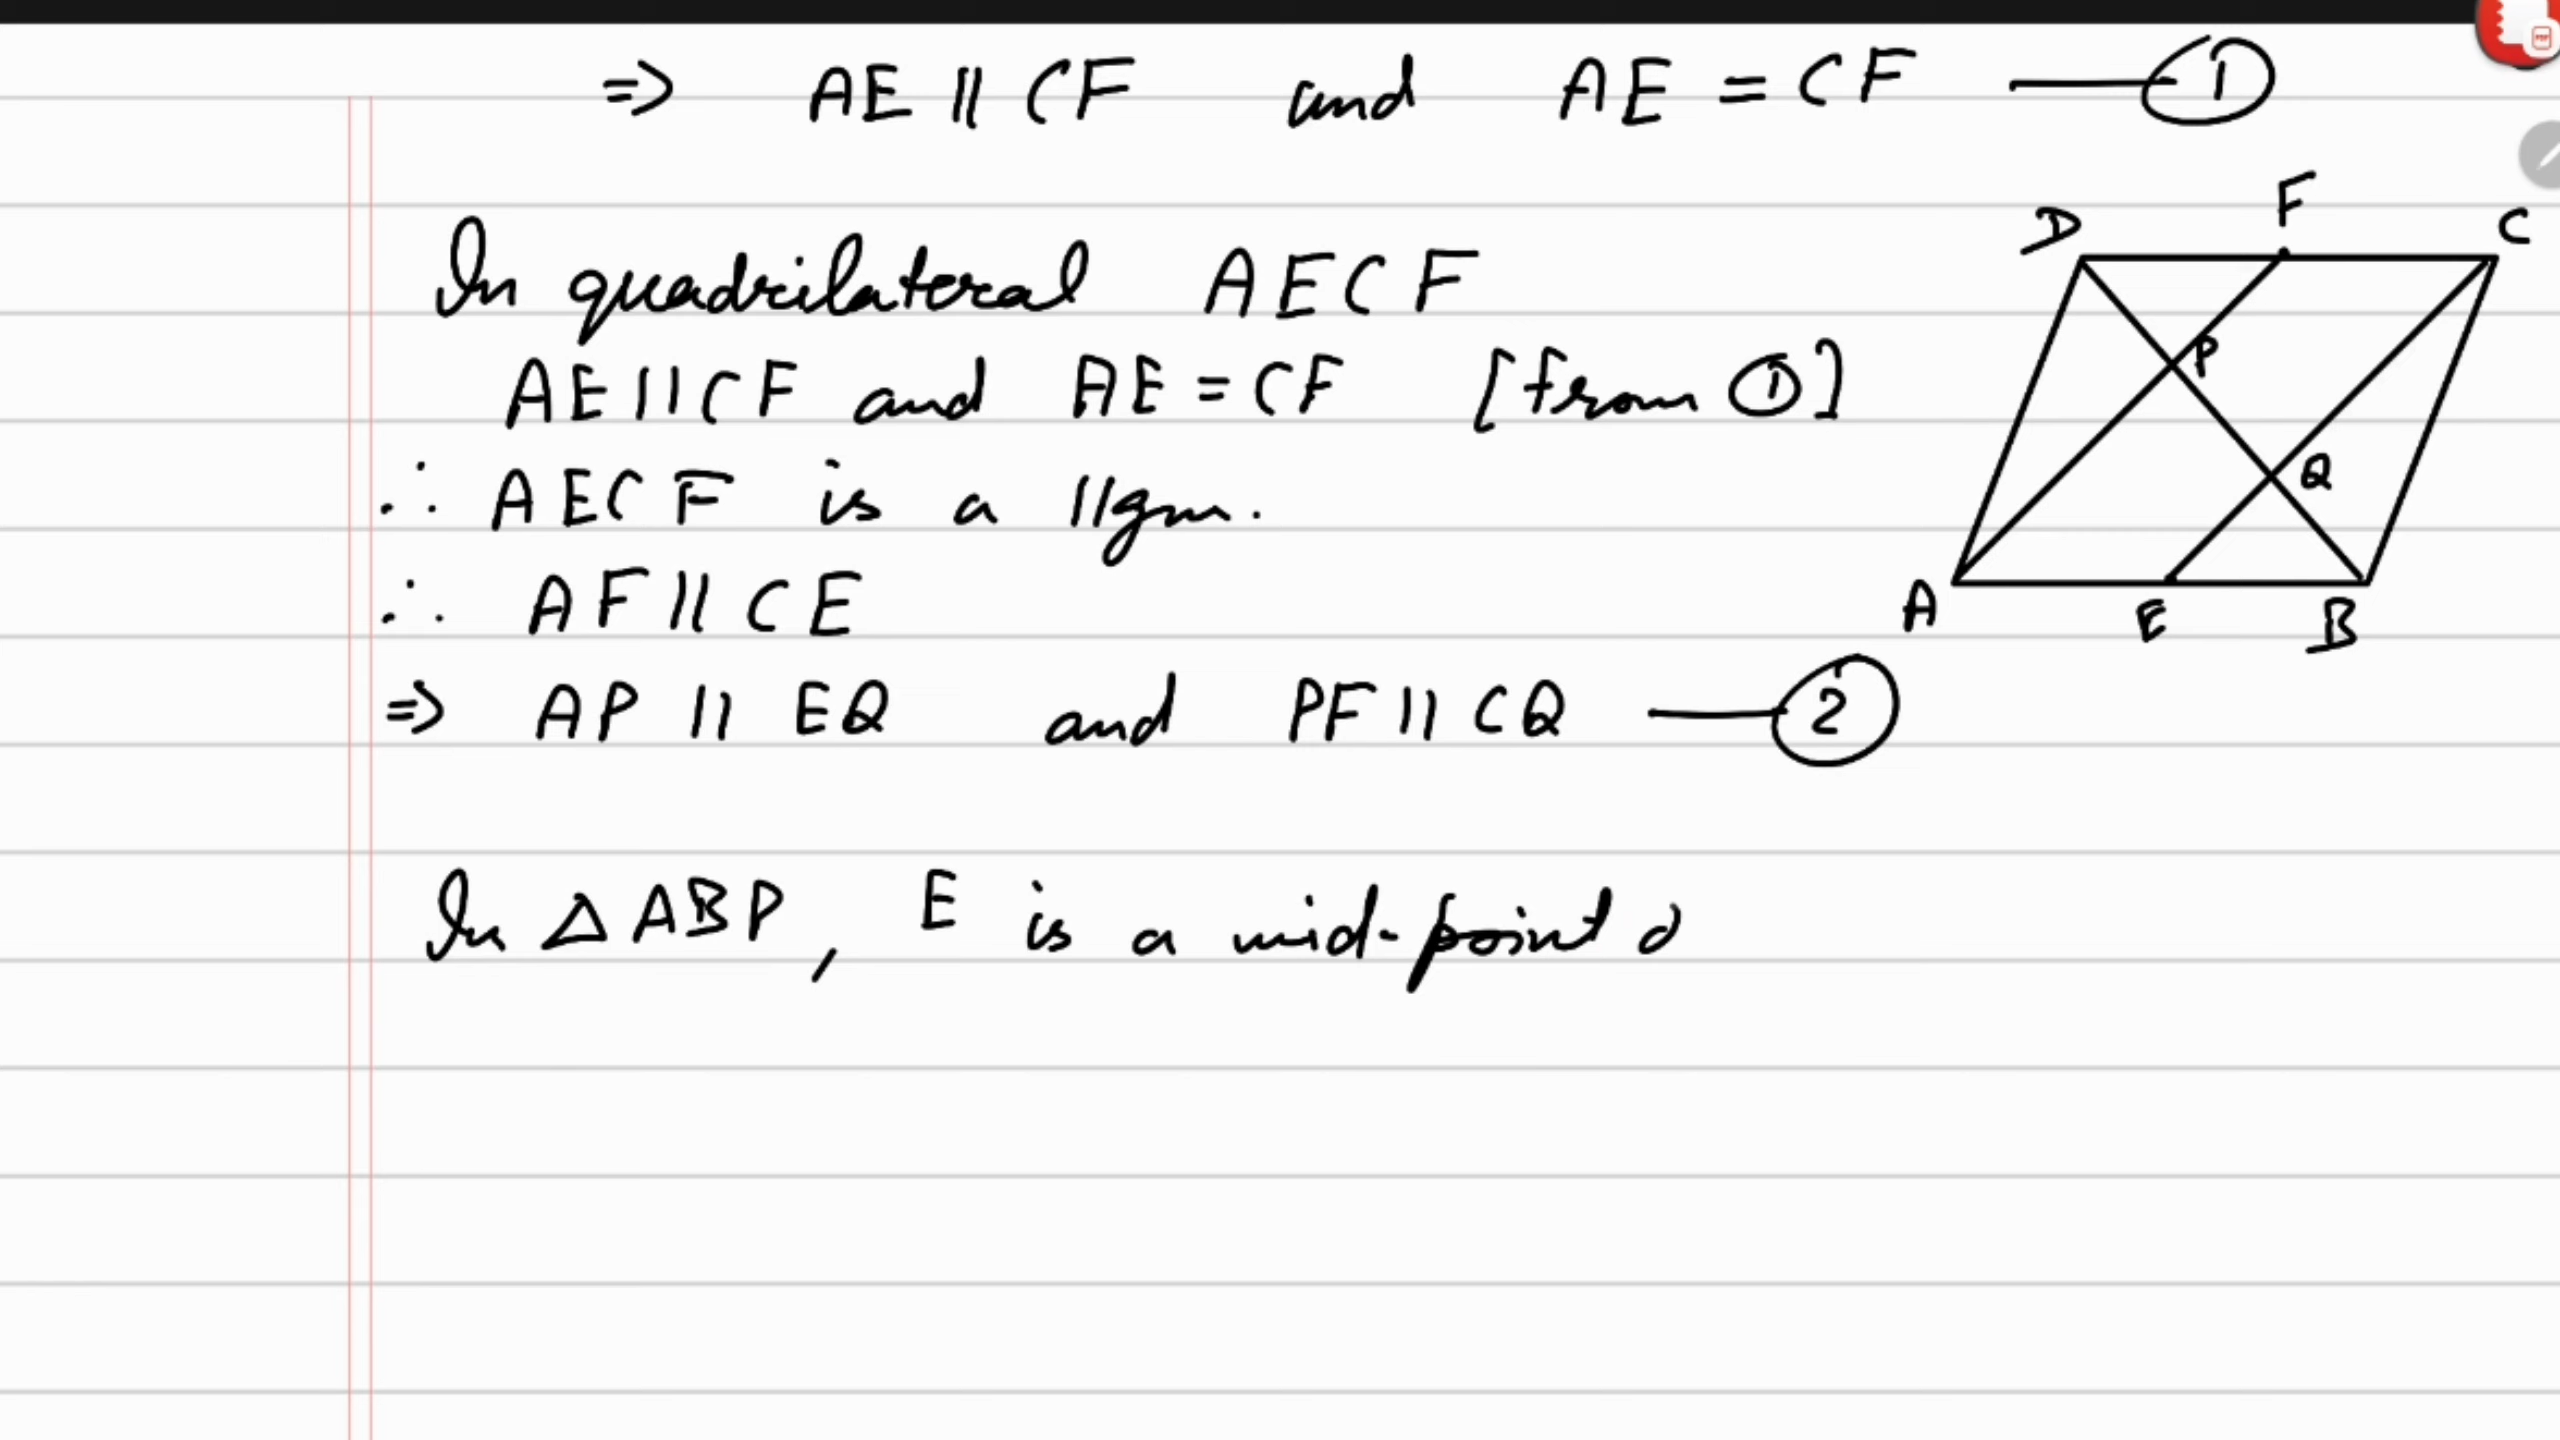 => AE || CF and AE = CF — ①
In quadrilateral AECF
AE || CF and AE = CF [from ①]
∴ AECF is a ||gm.
∴ AF || CE
=> AP || EQ and PF || CQ — ②
In △ ABP, E is a mid-point o
F
D C
P
Q
A E B